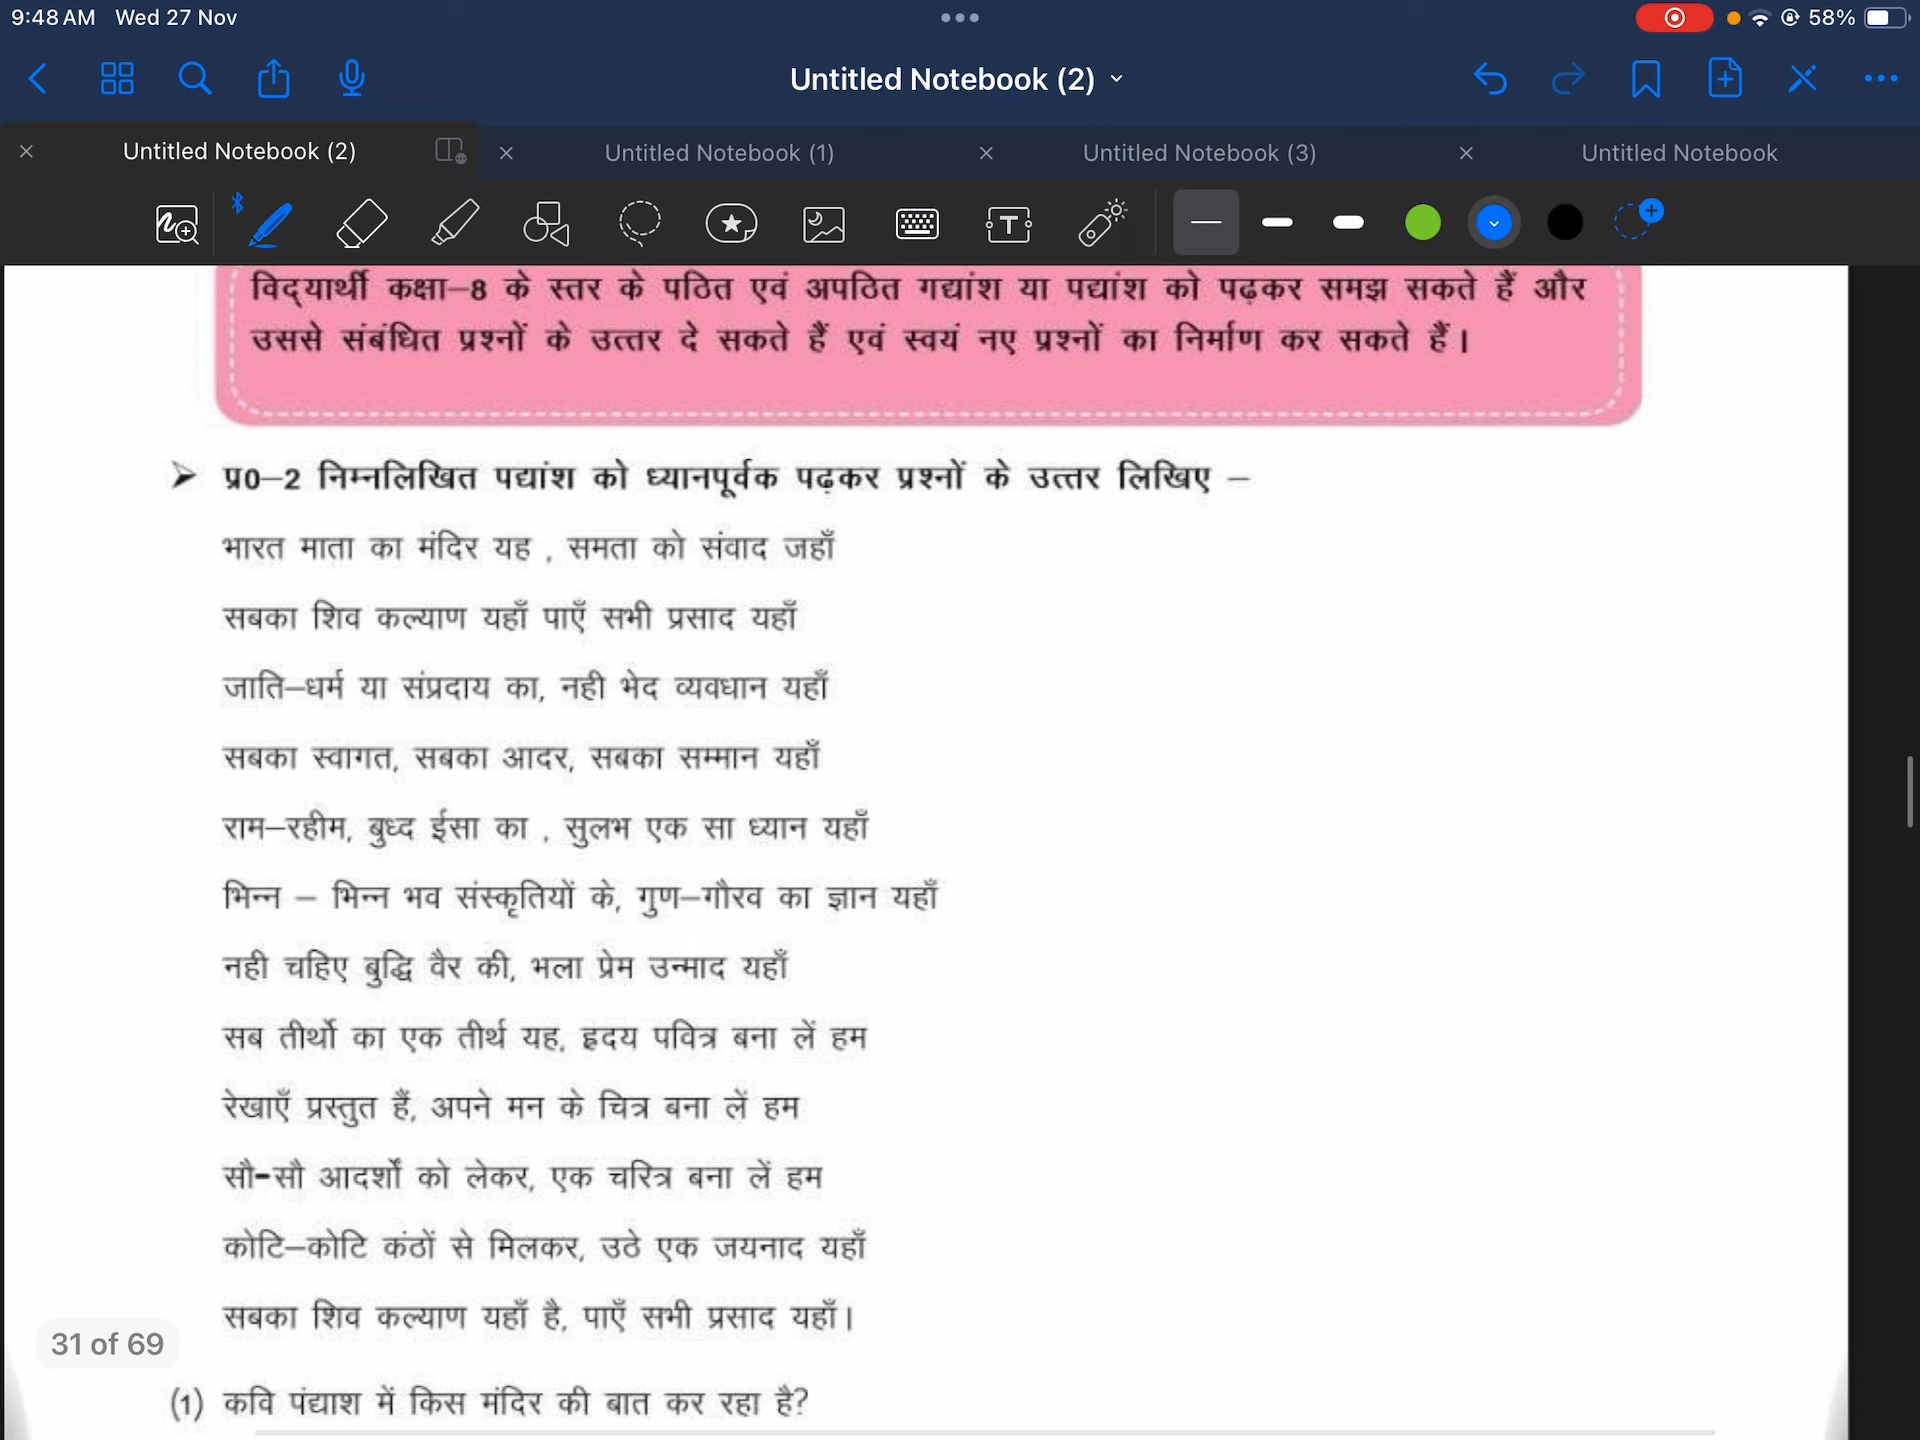 9:48 AM Wed 27 Nov
58%
Untitled Notebook (2)
Untitled Notebook (2)
Untitled Notebook (1)
Untitled Notebook (3)
Untitled Notebook
विद्यार्थी कक्षा–8 के स्तर के पठित एवं अपठित गद्यांश या पद्यांश को पढ़कर समझ सकते हैं और
उससे संबंधित प्रश्नों के उत्तर दे सकते हैं एवं स्वयं नए प्रश्नों का निर्माण कर सकते हैं।
➢ प्र0–2 निम्नलिखित पद्यांश को ध्यानपूर्वक पढ़कर प्रश्नों के उत्तर लिखिए –
भारत माता का मंदिर यह , समता को संवाद जहाँ
सबका शिव कल्याण यहाँ पाएँ सभी प्रसाद यहाँ
जाति–धर्म या संप्रदाय का, नही भेद व्यवधान यहाँ
सबका स्वागत, सबका आदर, सबका सम्मान यहाँ
राम–रहीम, बुध्द ईसा का , सुलभ एक सा ध्यान यहाँ
भिन्न – भिन्न भव संस्कृतियों के, गुण–गौरव का ज्ञान यहाँ
नही चहिए बुद्धि वैर की, भला प्रेम उन्माद यहाँ
सब तीर्थो का एक तीर्थ यह, हृदय पवित्र बना लें हम
रेखाएँ प्रस्तुत हैं, अपने मन के चित्र बना लें हम
सौ-सौ आदर्शों को लेकर, एक चरित्र बना लें हम
कोटि–कोटि कंठों से मिलकर, उठे एक जयनाद यहाँ
सबका शिव कल्याण यहाँ है, पाएँ सभी प्रसाद यहाँ।
31 of 69
(1) कवि पंद्याश में किस मंदिर की बात कर रहा है?